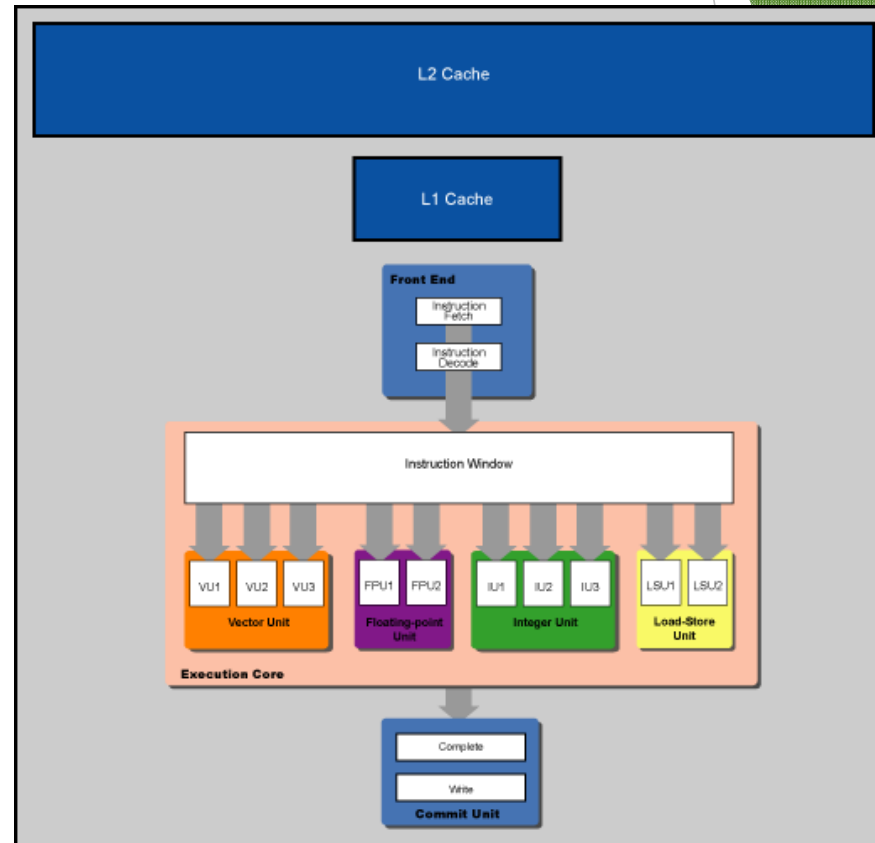 L2 Cache
L1 Cache
Front End
Instruction
Fetch
Instruction
Decode
Instruction Window
VU1 VU2 VU3 FPU1 FPU2 IU1 IU2 IU3 LSU1 LSU2
Vector Unit
Floating-point
Unit
Integer Unit
Load-Store
Unit
Execution Core
Complete
Write
Commit Unit